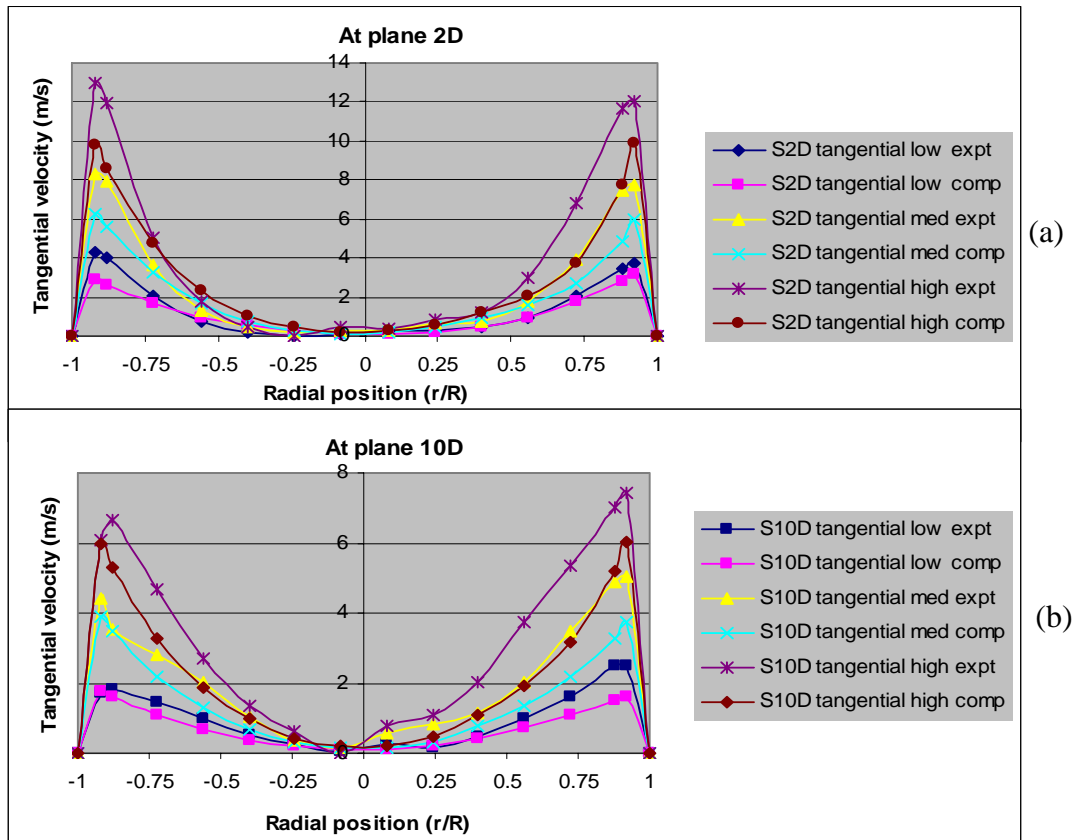 At plane 2D
Tangential velocity (m/s)
14
12
10
8
6
4
2
0
-1 -0.75 -0.5 -0.25 0 0.25 0.5 0.75 1
Radial position (r/R)
S2D tangential low expt
S2D tangential low comp
S2D tangential med expt
S2D tangential med comp
S2D tangential high expt
S2D tangential high comp
(a)
At plane 10D
Tangential velocity (m/s)
8
6
4
2
0
-1 -0.75 -0.5 -0.25 0 0.25 0.5 0.75 1
Radial position (r/R)
S10D tangential low expt
S10D tangential low comp
S10D tangential med expt
S10D tangential med comp
S10D tangential high expt
S10D tangential high comp
(b)